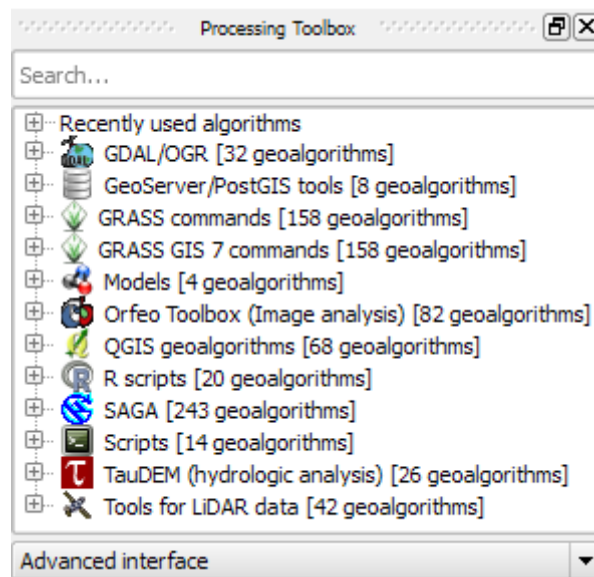 Processing Toolbox
Search...
Recently used algorithms
GDAL/OGR [32 geoalgorithms]
GeoServer/PostGIS tools [8 geoalgorithms]
GRASS commands [158 geoalgorithms]
GRASS GIS 7 commands [158 geoalgorithms]
Models [4 geoalgorithms]
Orfeo Toolbox (Image analysis) [82 geoalgorithms]
QGIS geoalgorithms [68 geoalgorithms]
R scripts [20 geoalgorithms]
SAGA [243 geoalgorithms]
Scripts [14 geoalgorithms]
TauDEM (hydrologic analysis) [26 geoalgorithms]
Tools for LiDAR data [42 geoalgorithms]
Advanced interface